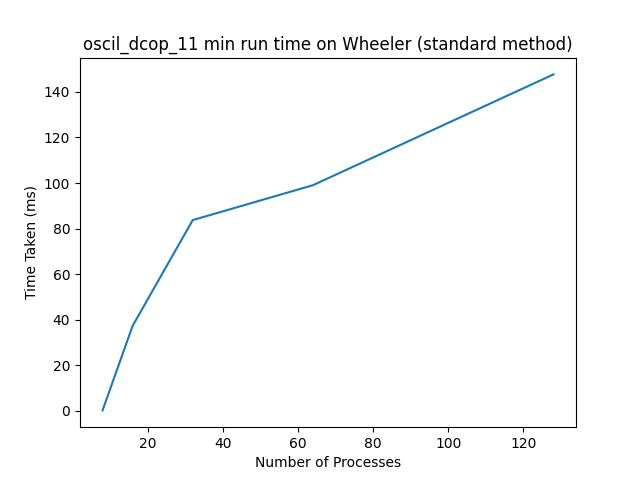 oscil_dcop_11 min run time on Wheeler (standard method)
140
120
100
80
60
40
20
0
Time Taken (ms)
20 40 60 80 100 120
Number of Processes